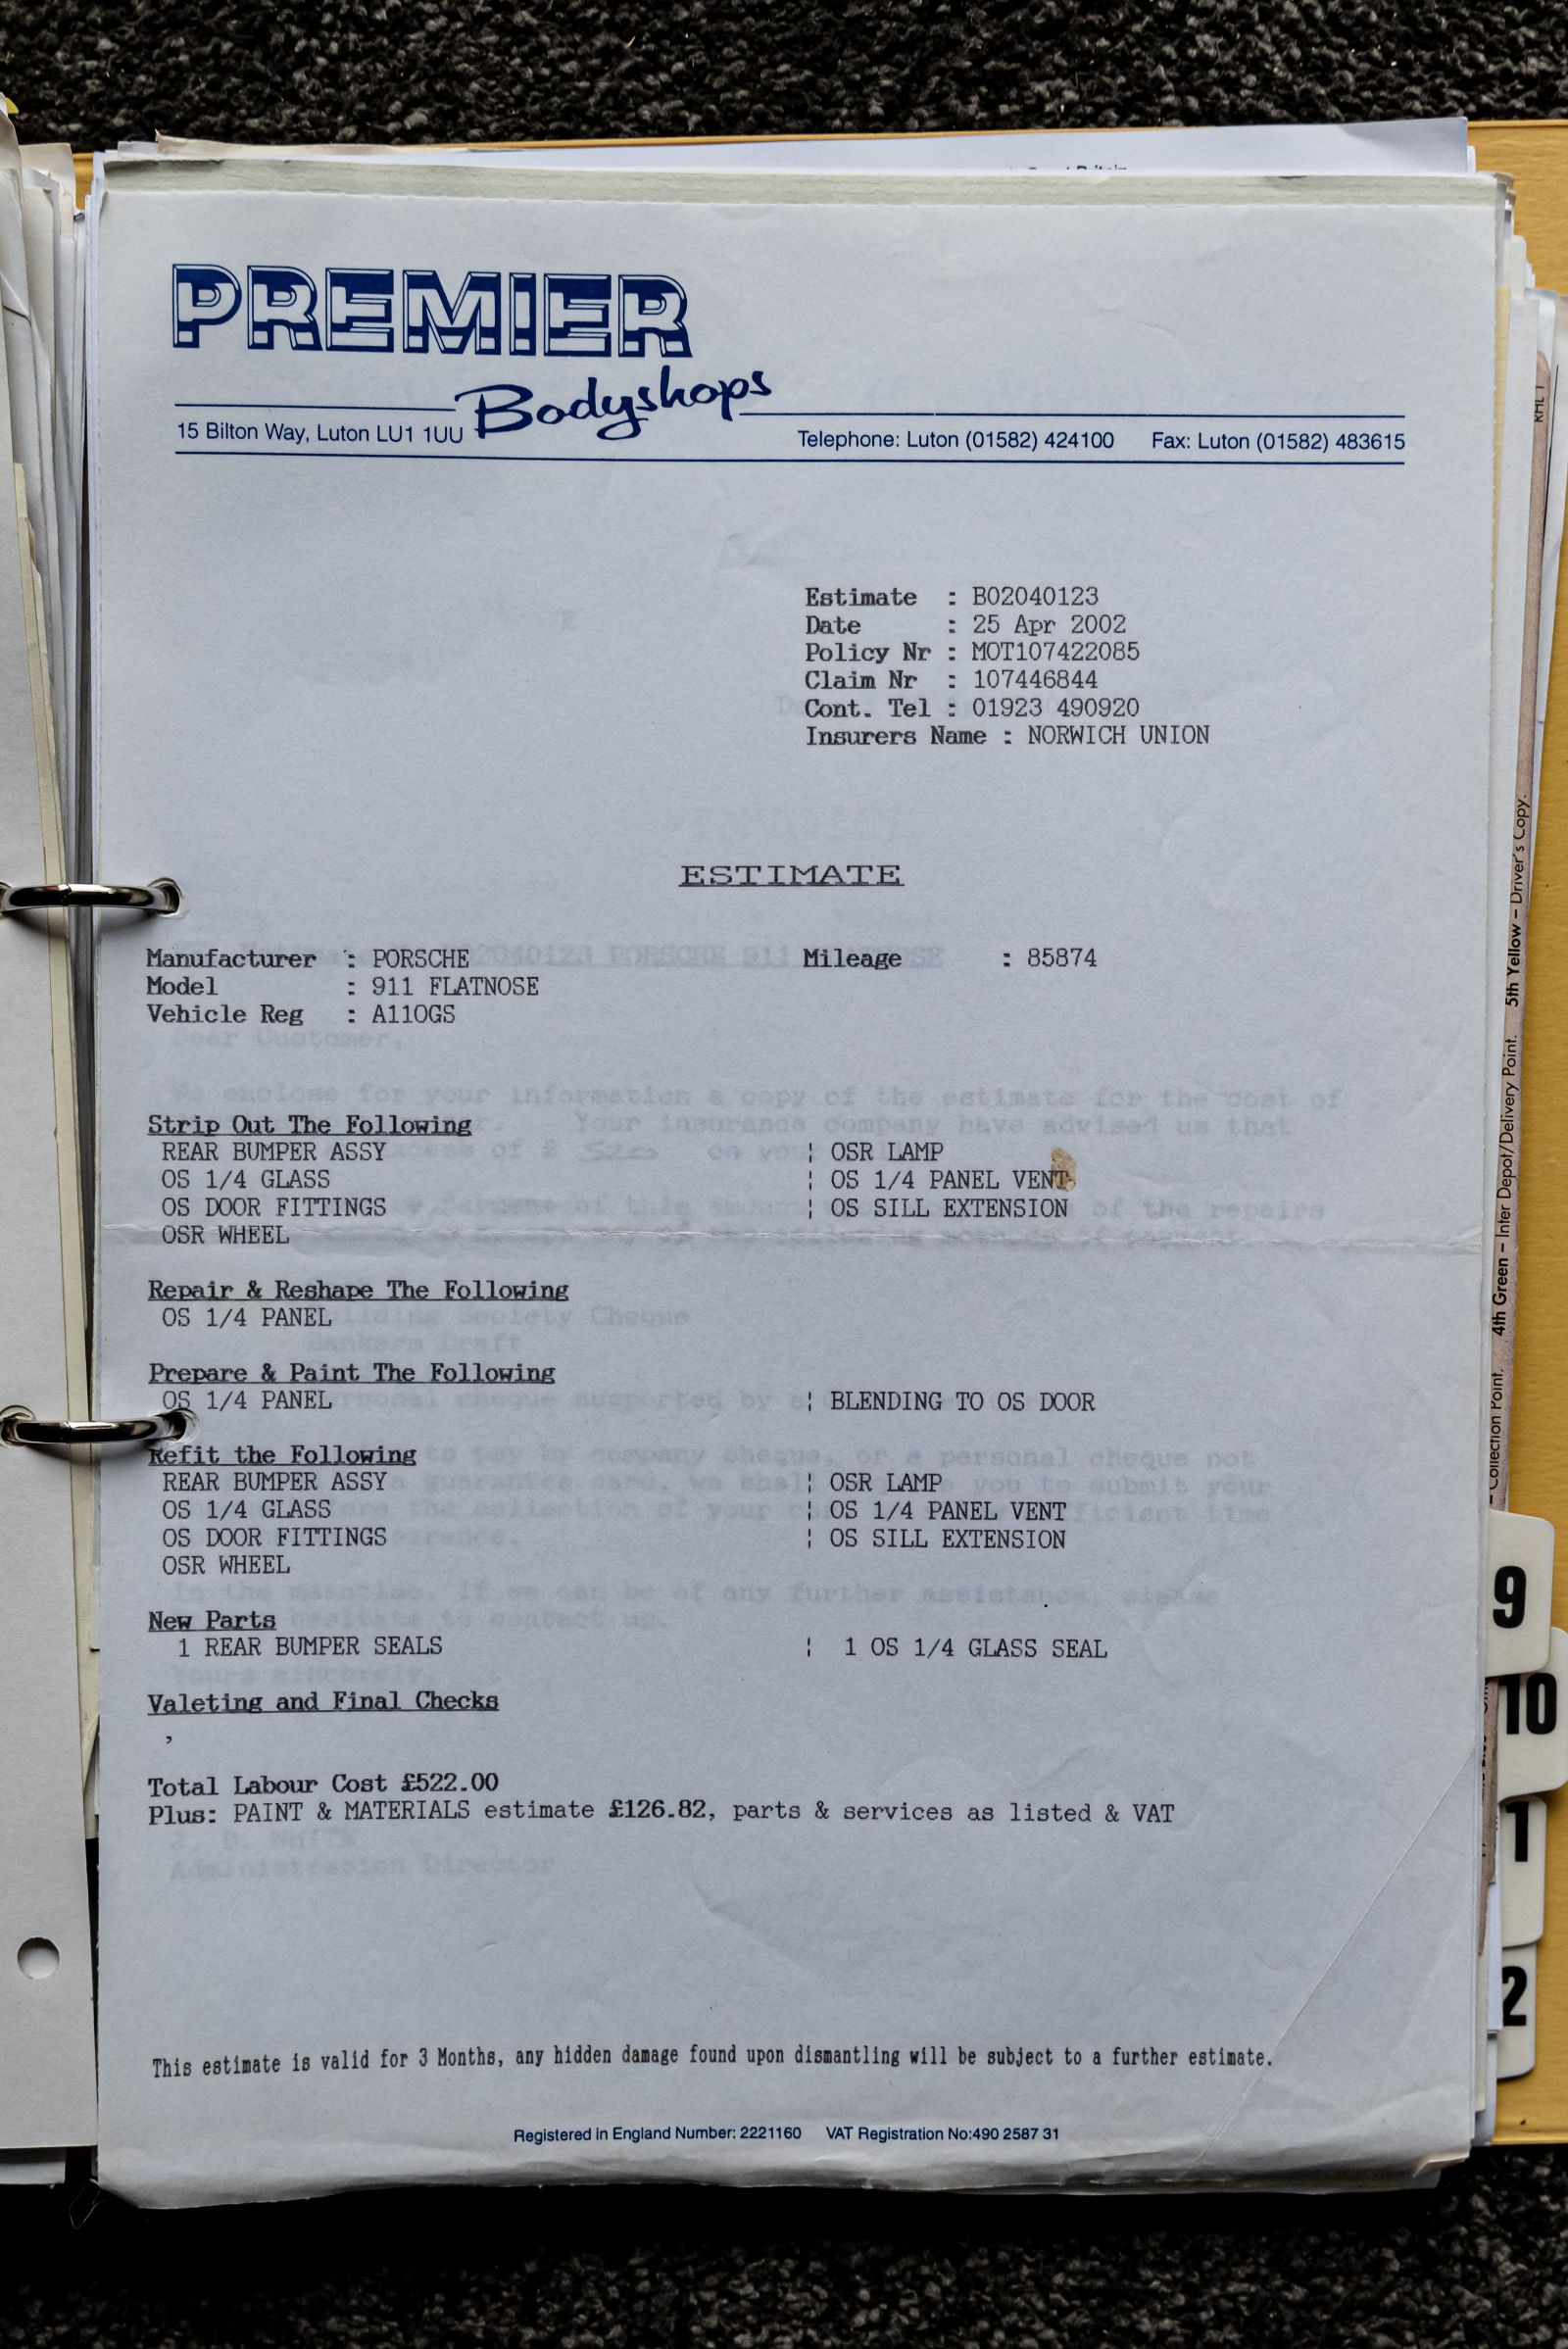 PREMIER
Bodyshops
15 Bilton Way, Luton LU1 1UU
Telephone: Luton (01582) 424100 Fax: Luton (01582) 483615
Estimate : B02040123
Date : 25 Apr 2002
Policy Nr : MOT107422085
Claim Nr : 107446844
Cont. Tel : 01923 490920
Insurers Name : NORWICH UNION
ESTIMATE
Manufacturer : PORSCHE Mileage : 85874
Model : 911 FLATNOSE
Vehicle Reg : A110GS
Strip Out The Following
REAR BUMPER ASSY ¦ OSR LAMP
OS 1/4 GLASS ¦ OS 1/4 PANEL VENT
OS DOOR FITTINGS ¦ OS SILL EXTENSION
OSR WHEEL
Repair & Reshape The Following
OS 1/4 PANEL
Prepare & Paint The Following
OS 1/4 PANEL ¦ BLENDING TO OS DOOR
Refit the Following
REAR BUMPER ASSY ¦ OSR LAMP
OS 1/4 GLASS ¦ OS 1/4 PANEL VENT
OS DOOR FITTINGS ¦ OS SILL EXTENSION
OSR WHEEL
New Parts
1 REAR BUMPER SEALS ¦ 1 OS 1/4 GLASS SEAL
Valeting and Final Checks
,
Total Labour Cost £522.00
Plus: PAINT & MATERIALS estimate £126.82, parts & services as listed & VAT
This estimate is valid for 3 Months, any hidden damage found upon dismantling will be subject to a further estimate.
Registered in England Number: 2221160 VAT Registration No:490 2587 31
Collection Point. 4th Green – Inter Depot/Delivery Point. 5th Yellow – Driver's Copy.
9
10
1
2